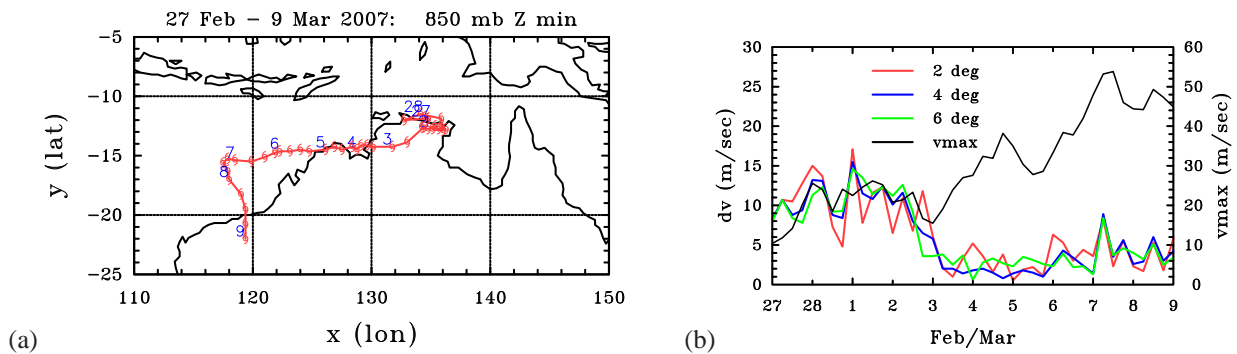 27 Feb – 9 Mar 2007: 850 mb Z min
y (lat)
−5
−10
−15
−20
−25
110 120 130 140 150
x (lon)
28
27
3
4
5
6
7
8
9
(a)
dv (m/sec)
30
25
20
15
10
5
0
2 deg
4 deg
6 deg
vmax
60
50
40
30
20
10
0
vmax (m/sec)
27 28 1 2 3 4 5 6 7 8 9
Feb/Mar
(b)